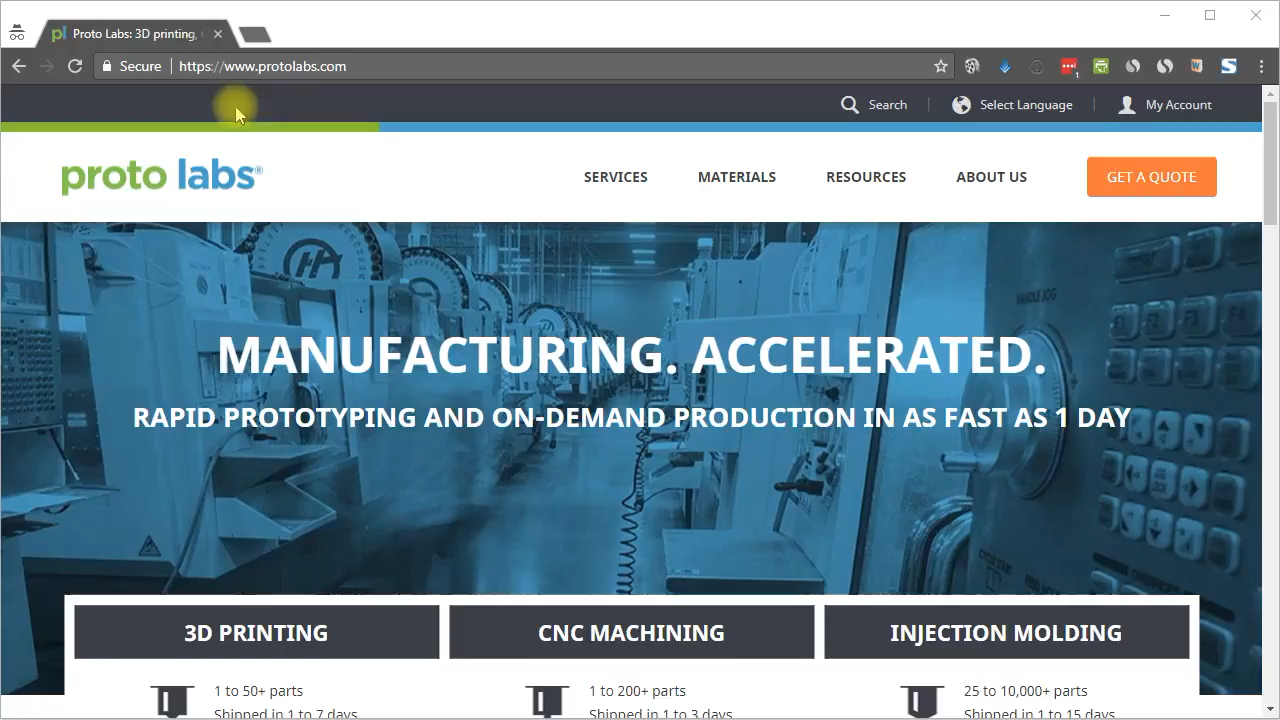 Proto Labs: 3D printing,
Secure
https://www.protolabs.com
1
Search
Select Language
My Account
proto labs®
SERVICES
MATERIALS
RESOURCES
ABOUT US
GET A QUOTE
HANDLE JOG
MANUFACTURING. ACCELERATED.
RAPID PROTOTYPING AND ON-DEMAND PRODUCTION IN AS FAST AS 1 DAY
3D PRINTING
CNC MACHINING
INJECTION MOLDING
1 to 50+ parts
1 to 200+ parts
25 to 10,000+ parts
Shipped in 1 to 7 days
Shipped in 1 to 3 days
Shipped in 1 to 15 days